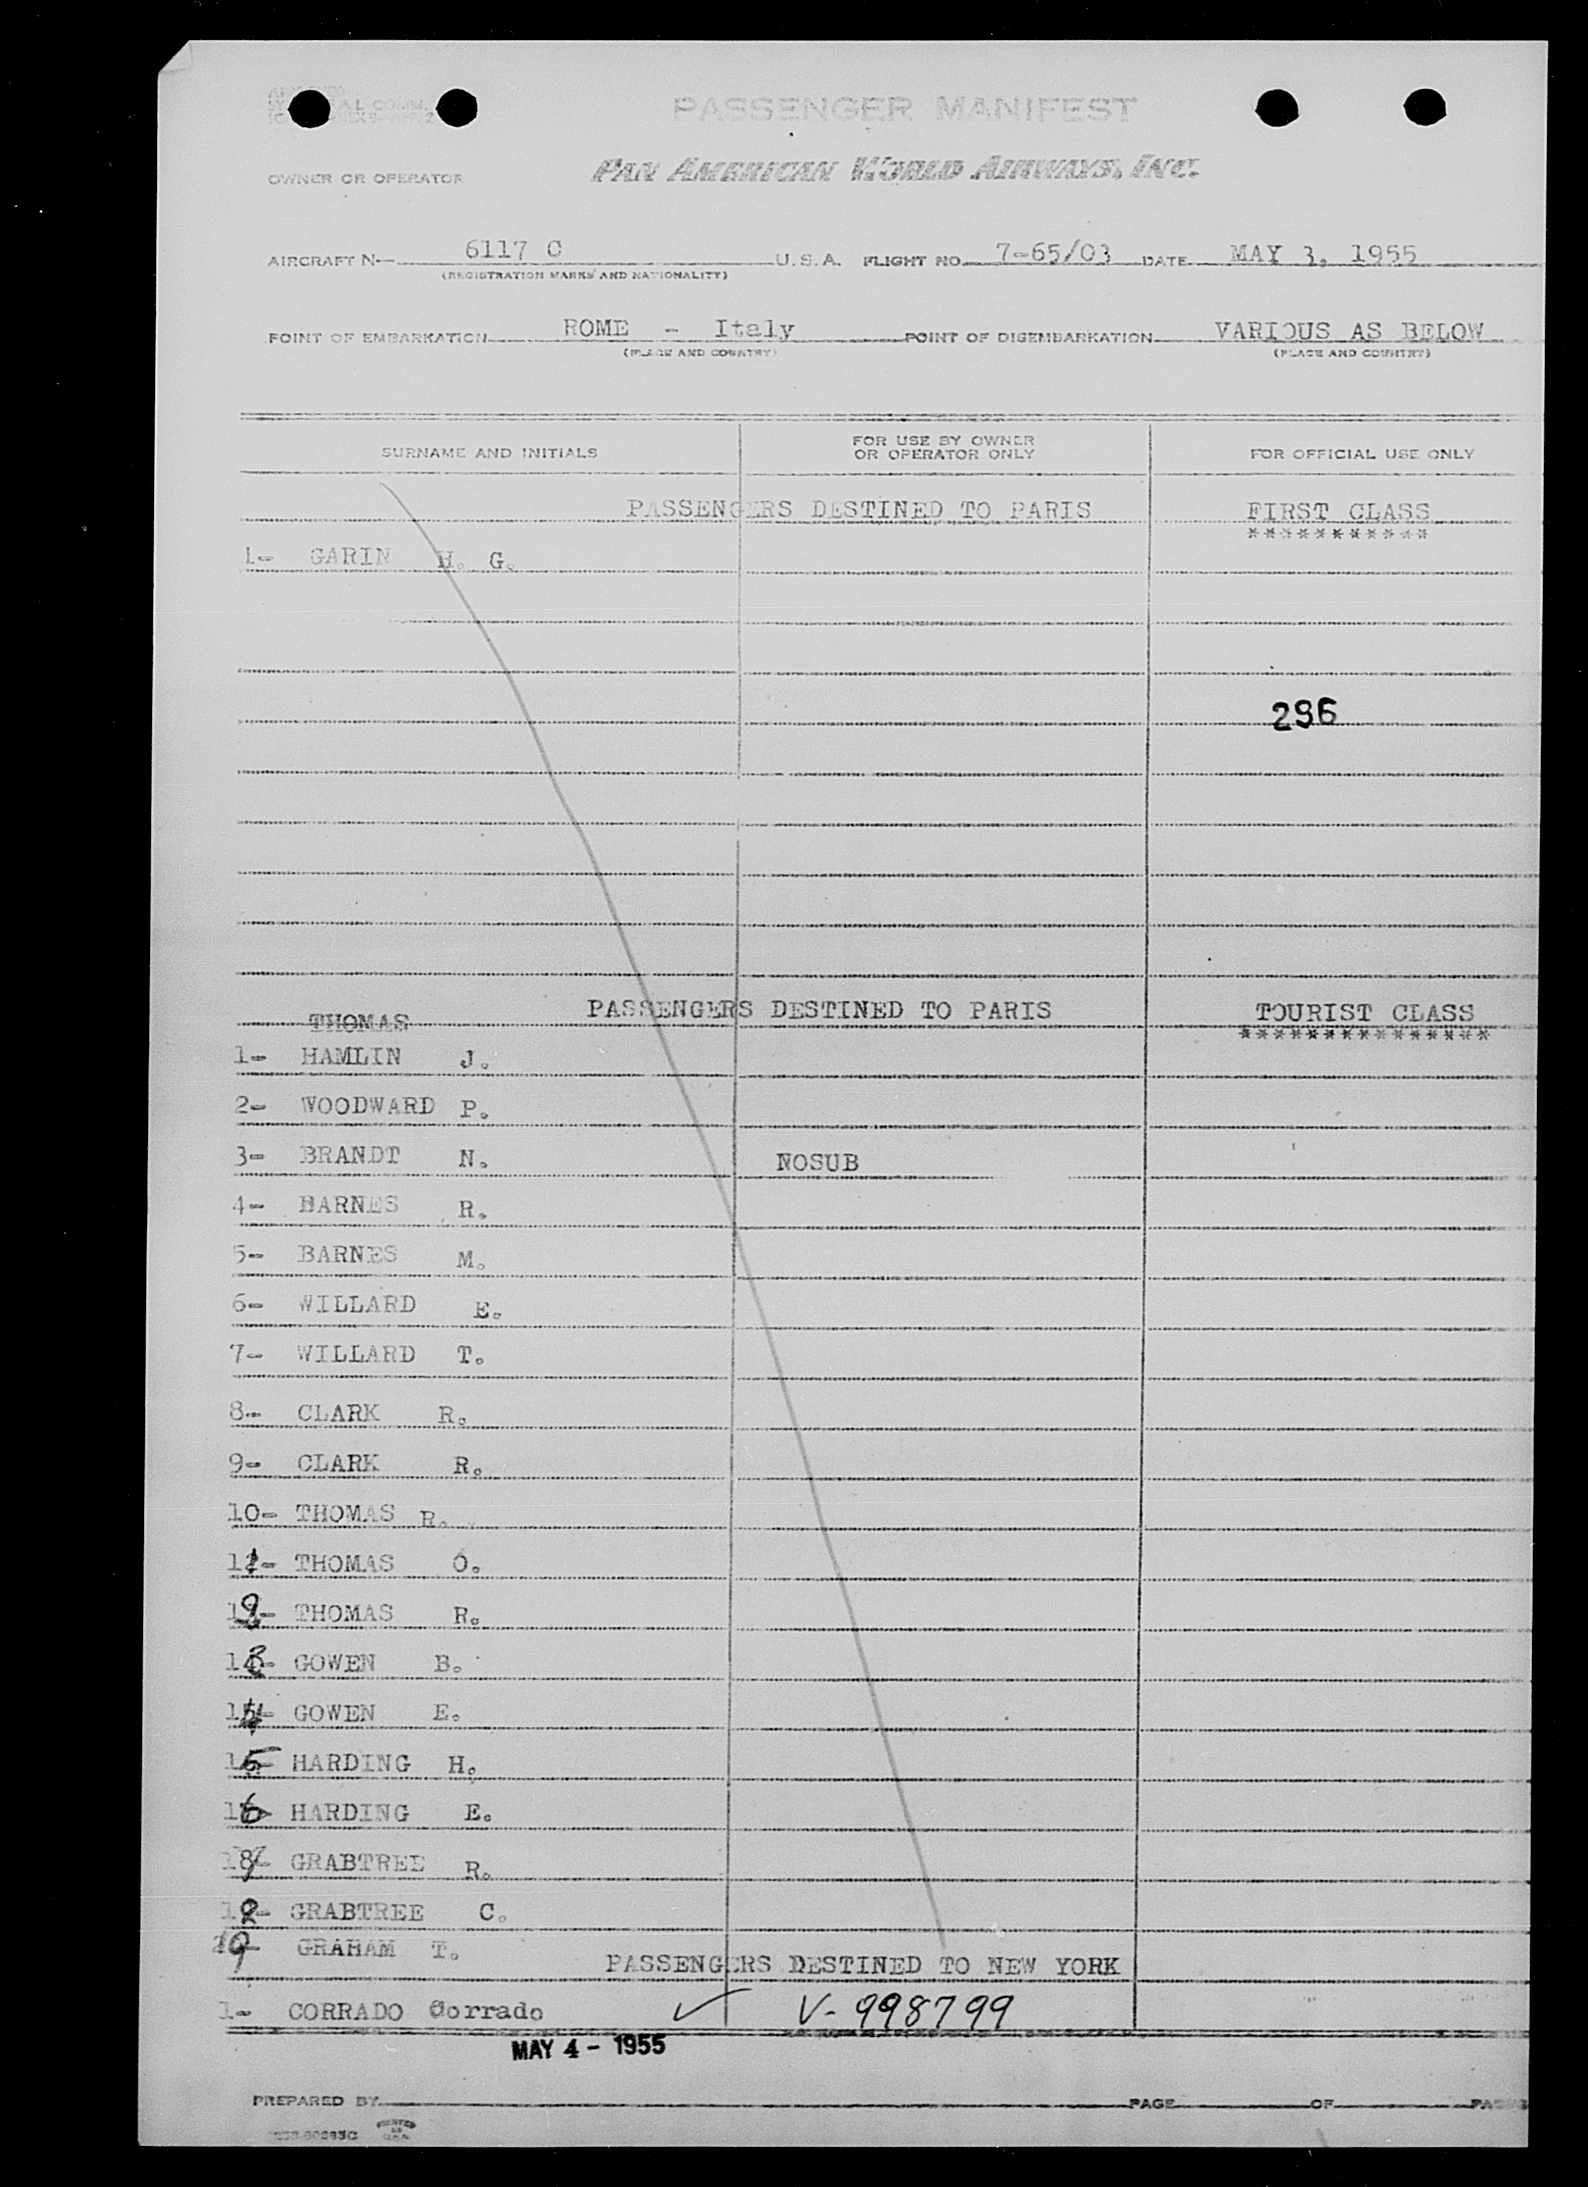 PASSENGER MANIFEST
OWNER OR OPERATOR PAN AMERICAN WORLD AIRWAYS, INC.
AIRCRAFT N— 6117 C U.S.A. FLIGHT NO. 7-65/03 DATE MAY 3, 1955
(REGISTRATION MARKS AND NATIONALITY)
POINT OF EMBARKATION ROME - Italy POINT OF DISEMBARKATION VARIOUS AS BELOW
(PLACE AND COUNTRY) (PLACE AND COUNTRY)
SURNAME AND INITIALS FOR USE BY OWNER OR OPERATOR ONLY FOR OFFICIAL USE ONLY
PASSENGERS DESTINED TO PARIS FIRST CLASS
***********
1- GARIN H. G.
296
PASSENGERS DESTINED TO PARIS TOURIST CLASS
THOMAS ***************
1- HAMLIN J.
2- WOODWARD P.
3- BRANDT N. NOSUB
4- BARNES R.
5- BARNES M.
6- WILLARD E.
7- WILLARD T.
8- CLARK R.
9- CLARK R.
10- THOMAS R.
11- THOMAS O.
12- THOMAS R.
13- GOWEN B.
14- GOWEN E.
15- HARDING H.
16- HARDING E.
17- GRABTREE R.
18- GRABTREE C.
19- GRAHAM T.
PASSENGERS DESTINED TO NEW YORK
1- CORRADO Corrado ✓ V-998799
MAY 4 - 1955
PREPARED BY PAGE OF PAGES
PRINTED IN U.S.A.